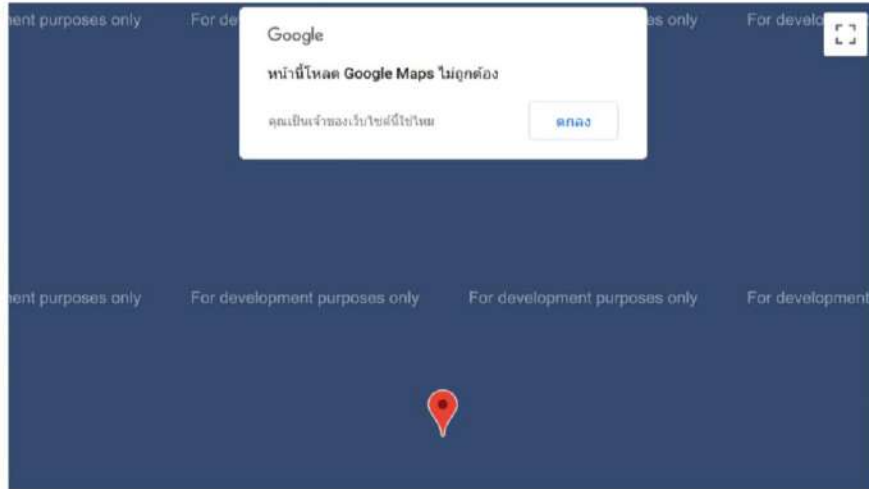 ent purposes only For de es only For develo
Google
หน้านี้โหลด Google Maps ไม่ถูกต้อง
คุณเป็นเจ้าของเว็บไซต์นี้ใช่ไหม ตกลง
ent purposes only For development purposes only For development purposes only For development